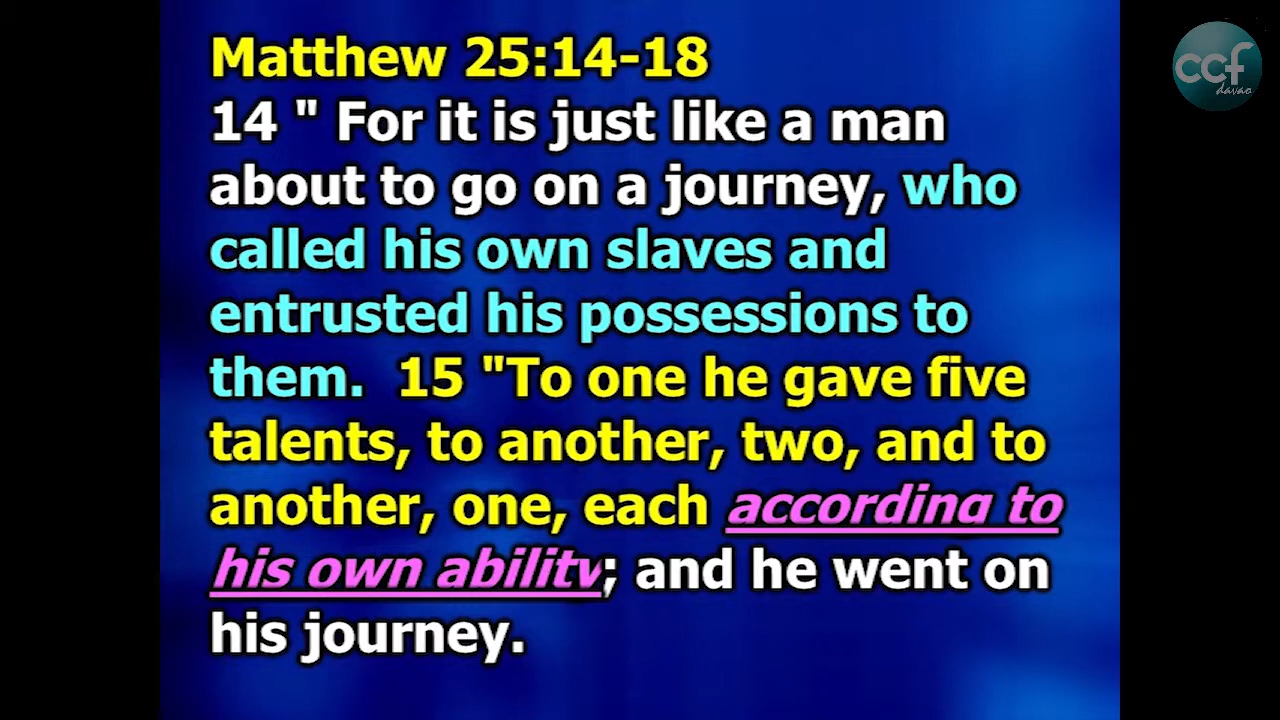 Matthew 25:14-18
14 " For it is just like a man
about to go on a journey, who
called his own slaves and
entrusted his possessions to
them.  15 "To one he gave five
talents, to another, two, and to
another, one, each according to
his own ability; and he went on
his journey.
ccf
davao